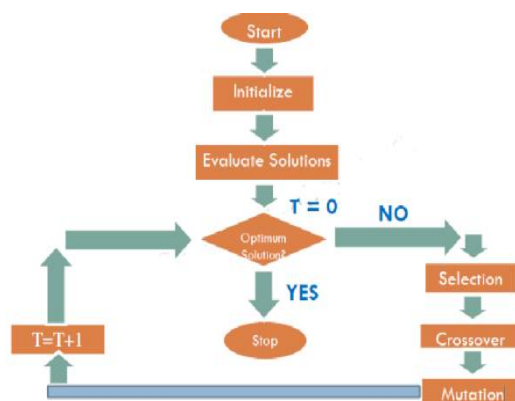 Start
Initialize
Evaluate Solutions
T = 0
NO
Optimum
Solution?
YES
Selection
T=T+1
Stop
Crossover
Mutation